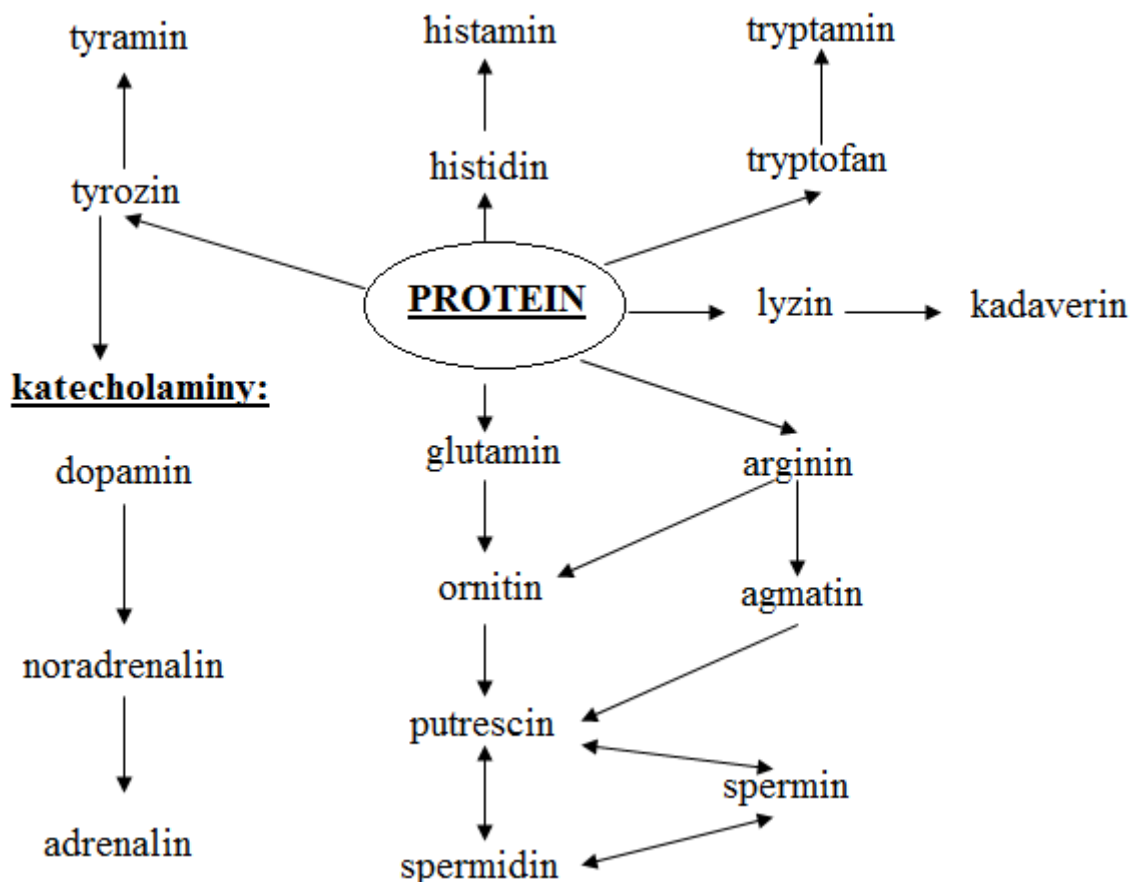 tyramin
histamin
tryptamin
tyrozin
histidin
tryptofan
PROTEIN
lyzin
kadaverin
katecholaminy:
glutamin
arginin
dopamin
ornitin
agmatin
noradrenalin
putrescin
spermin
adrenalin
spermidin